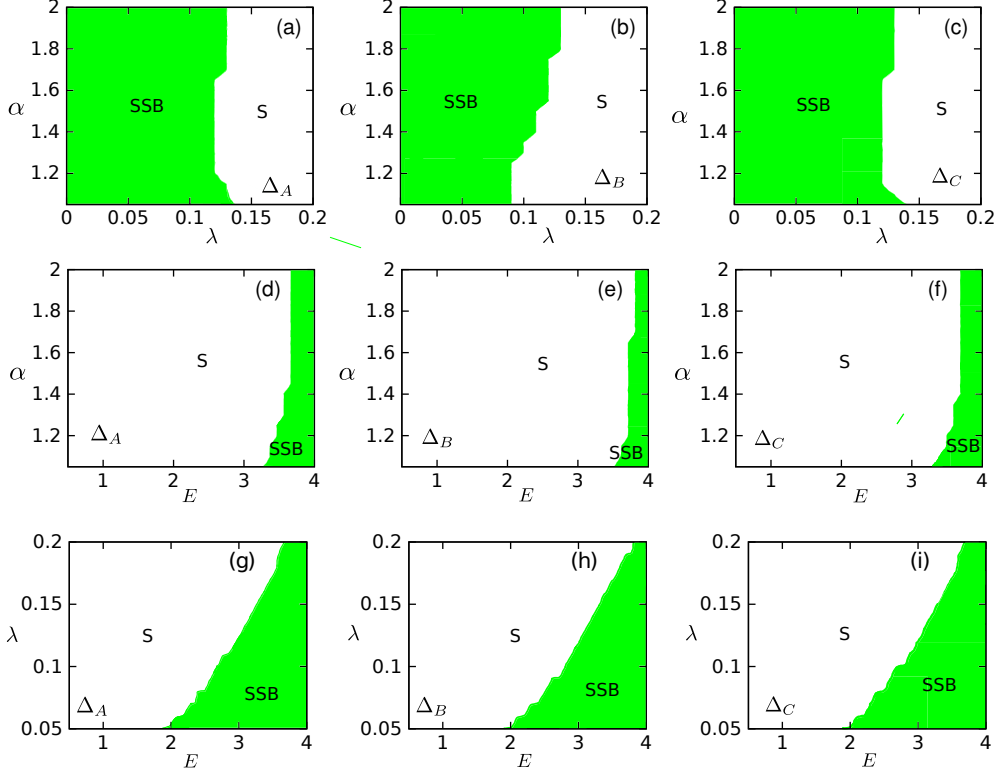 2 (a) 2 (b) 2 (c)
1.8 1.8 1.8
1.6 SSB S 1.6 SSB S 1.6 SSB S
α α α
1.4 1.4 1.4
1.2 Δ_A 1.2 Δ_B 1.2 Δ_C
0 0.05 0.1 0.15 0.2 0 0.05 0.1 0.15 0.2 0 0.05 0.1 0.15 0.2
λ λ λ
2 (d) 2 (e) 2 (f)
1.8 1.8 1.8
1.6 S 1.6 S 1.6 S
α α α
1.4 1.4 1.4
1.2 Δ_A SSB 1.2 Δ_B SSB 1.2 Δ_C SSB
1 2 3 4 1 2 3 4 1 2 3 4
E E E
0.2 (g) 0.2 (h) 0.2 (i)
0.15 0.15 0.15
λ S λ S λ S
0.1 SSB 0.1 SSB 0.1 SSB
Δ_A Δ_B Δ_C
0.05 0.05 0.05
1 2 3 4 1 2 3 4 1 2 3 4
E E E